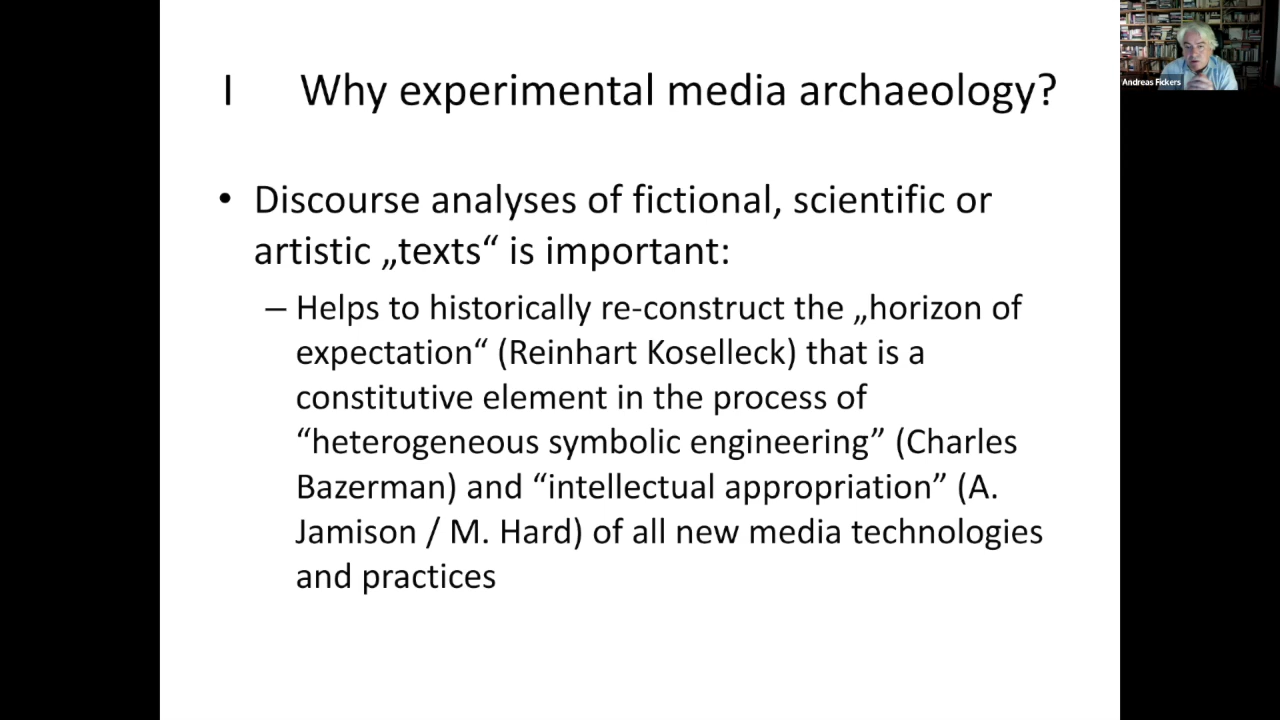 I Why experimental media archaeology?
• Discourse analyses of fictional, scientific or
artistic „texts“ is important:
– Helps to historically re-construct the „horizon of
expectation“ (Reinhart Koselleck) that is a
constitutive element in the process of
“heterogeneous symbolic engineering” (Charles
Bazerman) and “intellectual appropriation” (A.
Jamison / M. Hard) of all new media technologies
and practices
Andreas Fickers